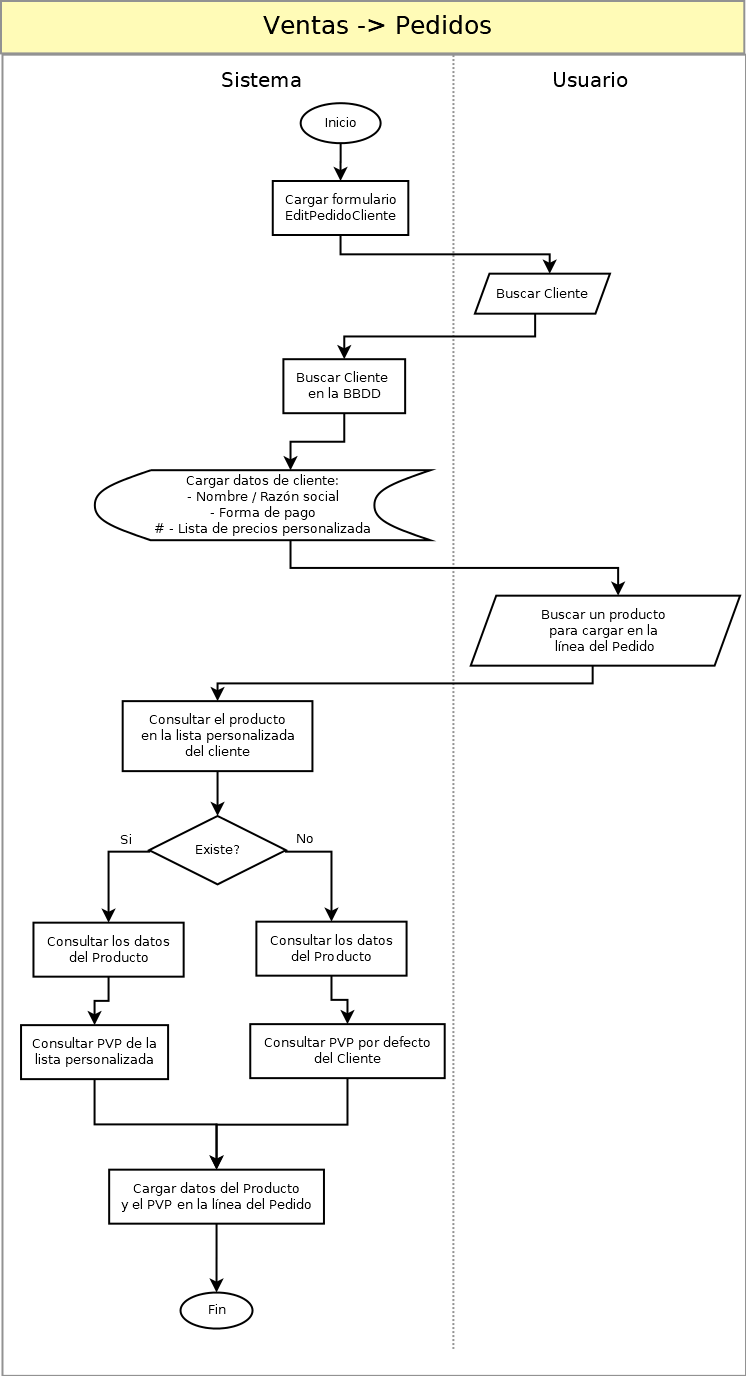 Ventas -> Pedidos
Sistema
Usuario
Inicio
Cargar formulario
EditPedidoCliente
Buscar Cliente
Buscar Cliente
en la BBDD
Cargar datos de cliente:
- Nombre / Razón social
- Forma de pago
# - Lista de precios personalizada
Buscar un producto
para cargar en la
línea del Pedido
Consultar el producto
en la lista personalizada
del cliente
Existe?
Si
No
Consultar los datos
del Producto
Consultar los datos
del Producto
Consultar PVP de la
lista personalizada
Consultar PVP por defecto
del Cliente
Cargar datos del Producto
y el PVP en la línea del Pedido
Fin